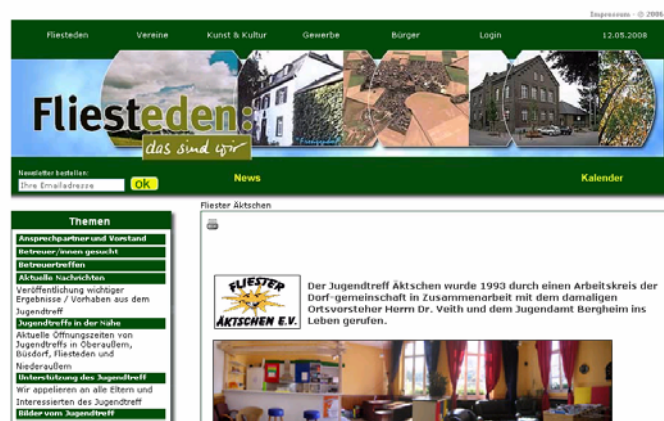 Impressum - © 2006
Fliesteden Vereine Kunst & Kultur Gewerbe Bürger Login 12.05.2008
Fliesteden:
das sind wir
Newsletter bestellen:
Ihre Emailadresse ok News Kalender
Fliester Äktschen
Themen
Ansprechpartner und Vorstand
Betreuer/innen gesucht
Betreuertreffen
Aktuelle Nachrichten
Veröffentlichung wichtiger
Ergebnisse / Vorhaben aus dem
Jugendtreff
Jugendtreffs in der Nähe
Aktuelle Öffnungszeiten von
Jugendtreffs in Oberaußem,
Büsdorf, Fliesteden und
Niederaußem
Unterstützung des Jugendtreff
Wir appelieren an alle Eltern und
Interessierten des Jugendtreff
Bilder vom Jugendtreff
FLIESTER
ÄKTSCHEN E.V.
Der Jugendtreff Äktschen wurde 1993 durch einen Arbeitskreis der
Dorf-gemeinschaft in Zusammenarbeit mit dem damaligen
Ortsvorsteher Herrn Dr. Veith und dem Jugendamt Bergheim ins
Leben gerufen.